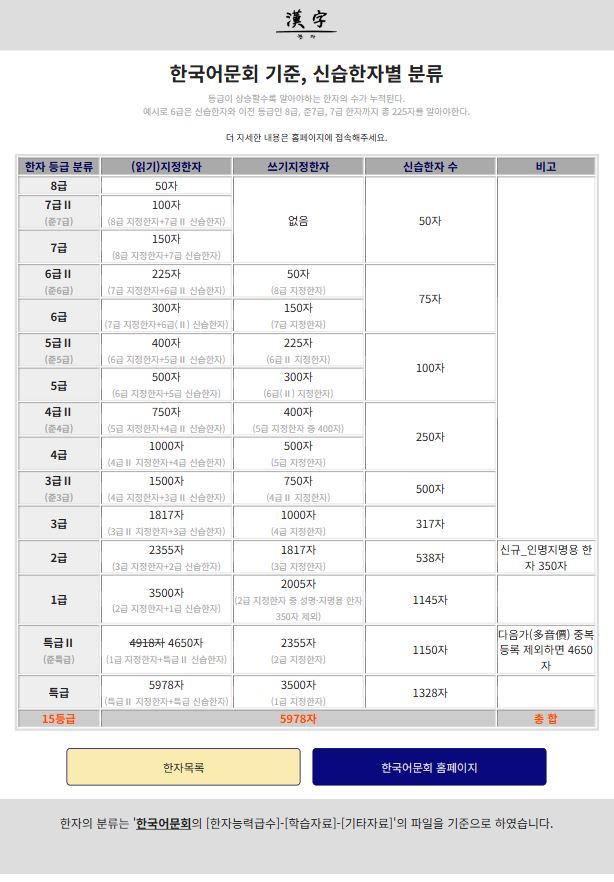 漢字
한자
한국어문회 기준, 신습한자별 분류
등급이 상승할수록 알아야하는 한자의 수가 누적된다.
예시로 6급은 신습한자와 이전 등급인 8급, 준7급, 7급 한자까지 총 225자를 알아야한다.
더 자세한 내용은 홈페이지에 접속해주세요.
한자 등급 분류 (읽기)지정한자 쓰기지정한자 신습한자 수 비고
8급 50자 없음 50자
7급Ⅱ
(준7급)
100자
(8급 지정한자+7급Ⅱ 신습한자)
7급
150자
(8급 지정한자+7급 신습한자)
6급Ⅱ
(준6급)
225자
(7급 지정한자+6급Ⅱ 신습한자)
50자
(8급 지정한자)
75자
6급
300자
(7급 지정한자+6급(Ⅱ) 신습한자)
150자
(7급 지정한자)
5급Ⅱ
(준5급)
400자
(6급 지정한자+5급Ⅱ 신습한자)
225자
(6급Ⅱ 지정한자)
100자
5급
500자
(6급 지정한자+5급 신습한자)
300자
(6급(Ⅱ) 지정한자)
4급Ⅱ
(준4급)
750자
(5급 지정한자+4급Ⅱ 신습한자)
400자
(5급 지정한자 중 400자)
250자
4급
1000자
(4급Ⅱ 지정한자+4급 신습한자)
500자
(5급 지정한자)
3급Ⅱ
(준3급)
1500자
(4급 지정한자+3급Ⅱ 신습한자)
750자
(4급Ⅱ 지정한자)
500자
3급
1817자
(3급Ⅱ 지정한자+3급 신습한자)
1000자
(4급 지정한자)
317자
2급
2355자
(3급 지정한자+2급 신습한자)
1817자
(3급 지정한자)
538자
신규_인명지명용 한
자 350자
1급
3500자
(2급 지정한자+1급 신습한자)
2005자
(2급 지정한자 중 성명·지명용 한자
350자 제외)
1145자
특급Ⅱ
(준특급)
4918자 4650자
(1급 지정한자+특급Ⅱ 신습한자)
2355자
(2급 지정한자)
1150자
다음가(多音價) 중복
등록 제외하면 4650
자
특급
5978자
(특급Ⅱ 지정한자+특급 신습한자)
3500자
(1급 지정한자)
1328자
15등급 5978자 총 합
한자목록
한국어문회 홈페이지
한자의 분류는 '한국어문회의 [한자능력급수]-[학습자료]-[기타자료]'의 파일을 기준으로 하였습니다.